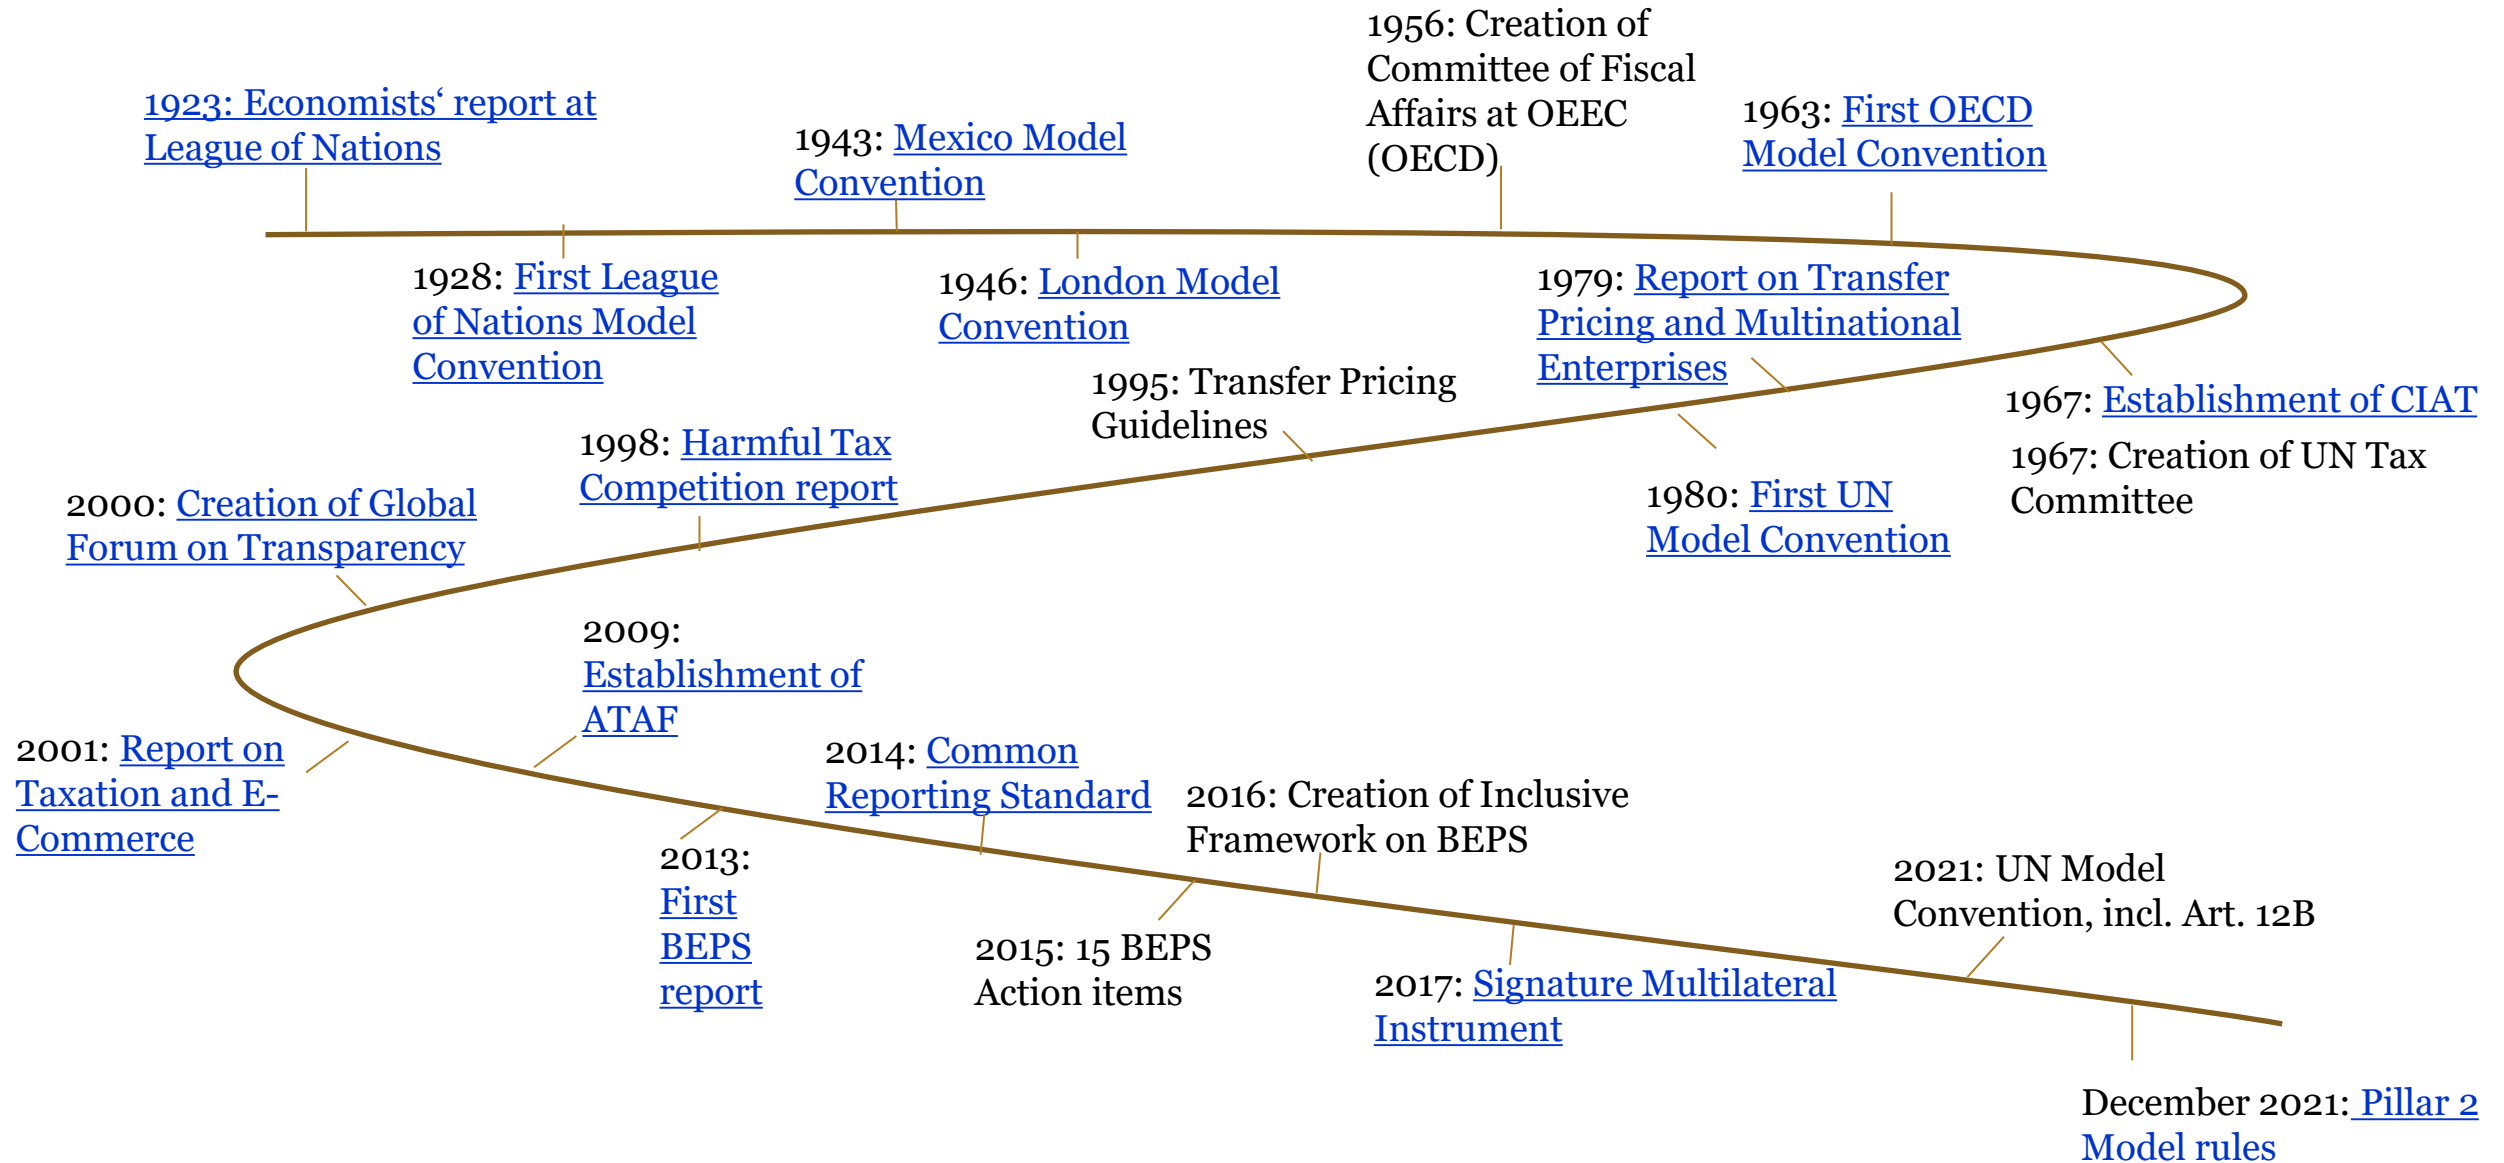 1923: Economists‘ report at
League of Nations
1928: First League
of Nations Model
Convention
1943: Mexico Model
Convention
1946: London Model
Convention
1956: Creation of
Committee of Fiscal
Affairs at OEEC
(OECD)
1963: First OECD
Model Convention
1967: Establishment of CIAT
1967: Creation of UN Tax
Committee
1979: Report on Transfer
Pricing and Multinational
Enterprises
1980: First UN
Model Convention
1995: Transfer Pricing
Guidelines
1998: Harmful Tax
Competition report
2000: Creation of Global
Forum on Transparency
2001: Report on
Taxation and E-
Commerce
2009:
Establishment of
ATAF
2013:
First
BEPS
report
2014: Common
Reporting Standard
2015: 15 BEPS
Action items
2016: Creation of Inclusive
Framework on BEPS
2017: Signature Multilateral
Instrument
2021: UN Model
Convention, incl. Art. 12B
December 2021: Pillar 2
Model rules